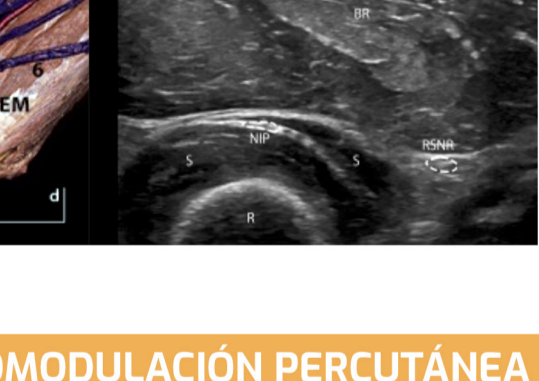 6
EM
d
BR
NIP
RSNR
S
S
R
OMODULACIÓN PERCUTÁNEA